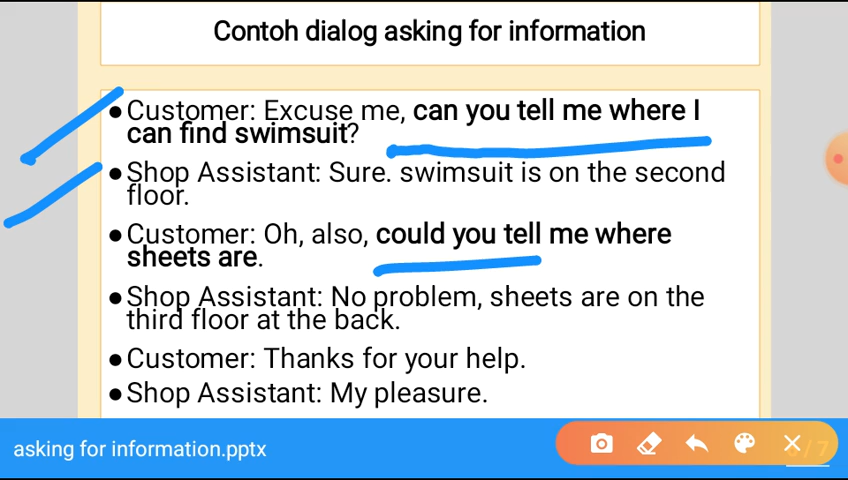 Contoh dialog asking for information
●Customer: Excuse me, can you tell me where I
can find swimsuit?
●Shop Assistant: Sure. swimsuit is on the second
floor.
●Customer: Oh, also, could you tell me where
sheets are.
●Shop Assistant: No problem, sheets are on the
third floor at the back.
●Customer: Thanks for your help.
●Shop Assistant: My pleasure.
asking for information.pptx
/ 7